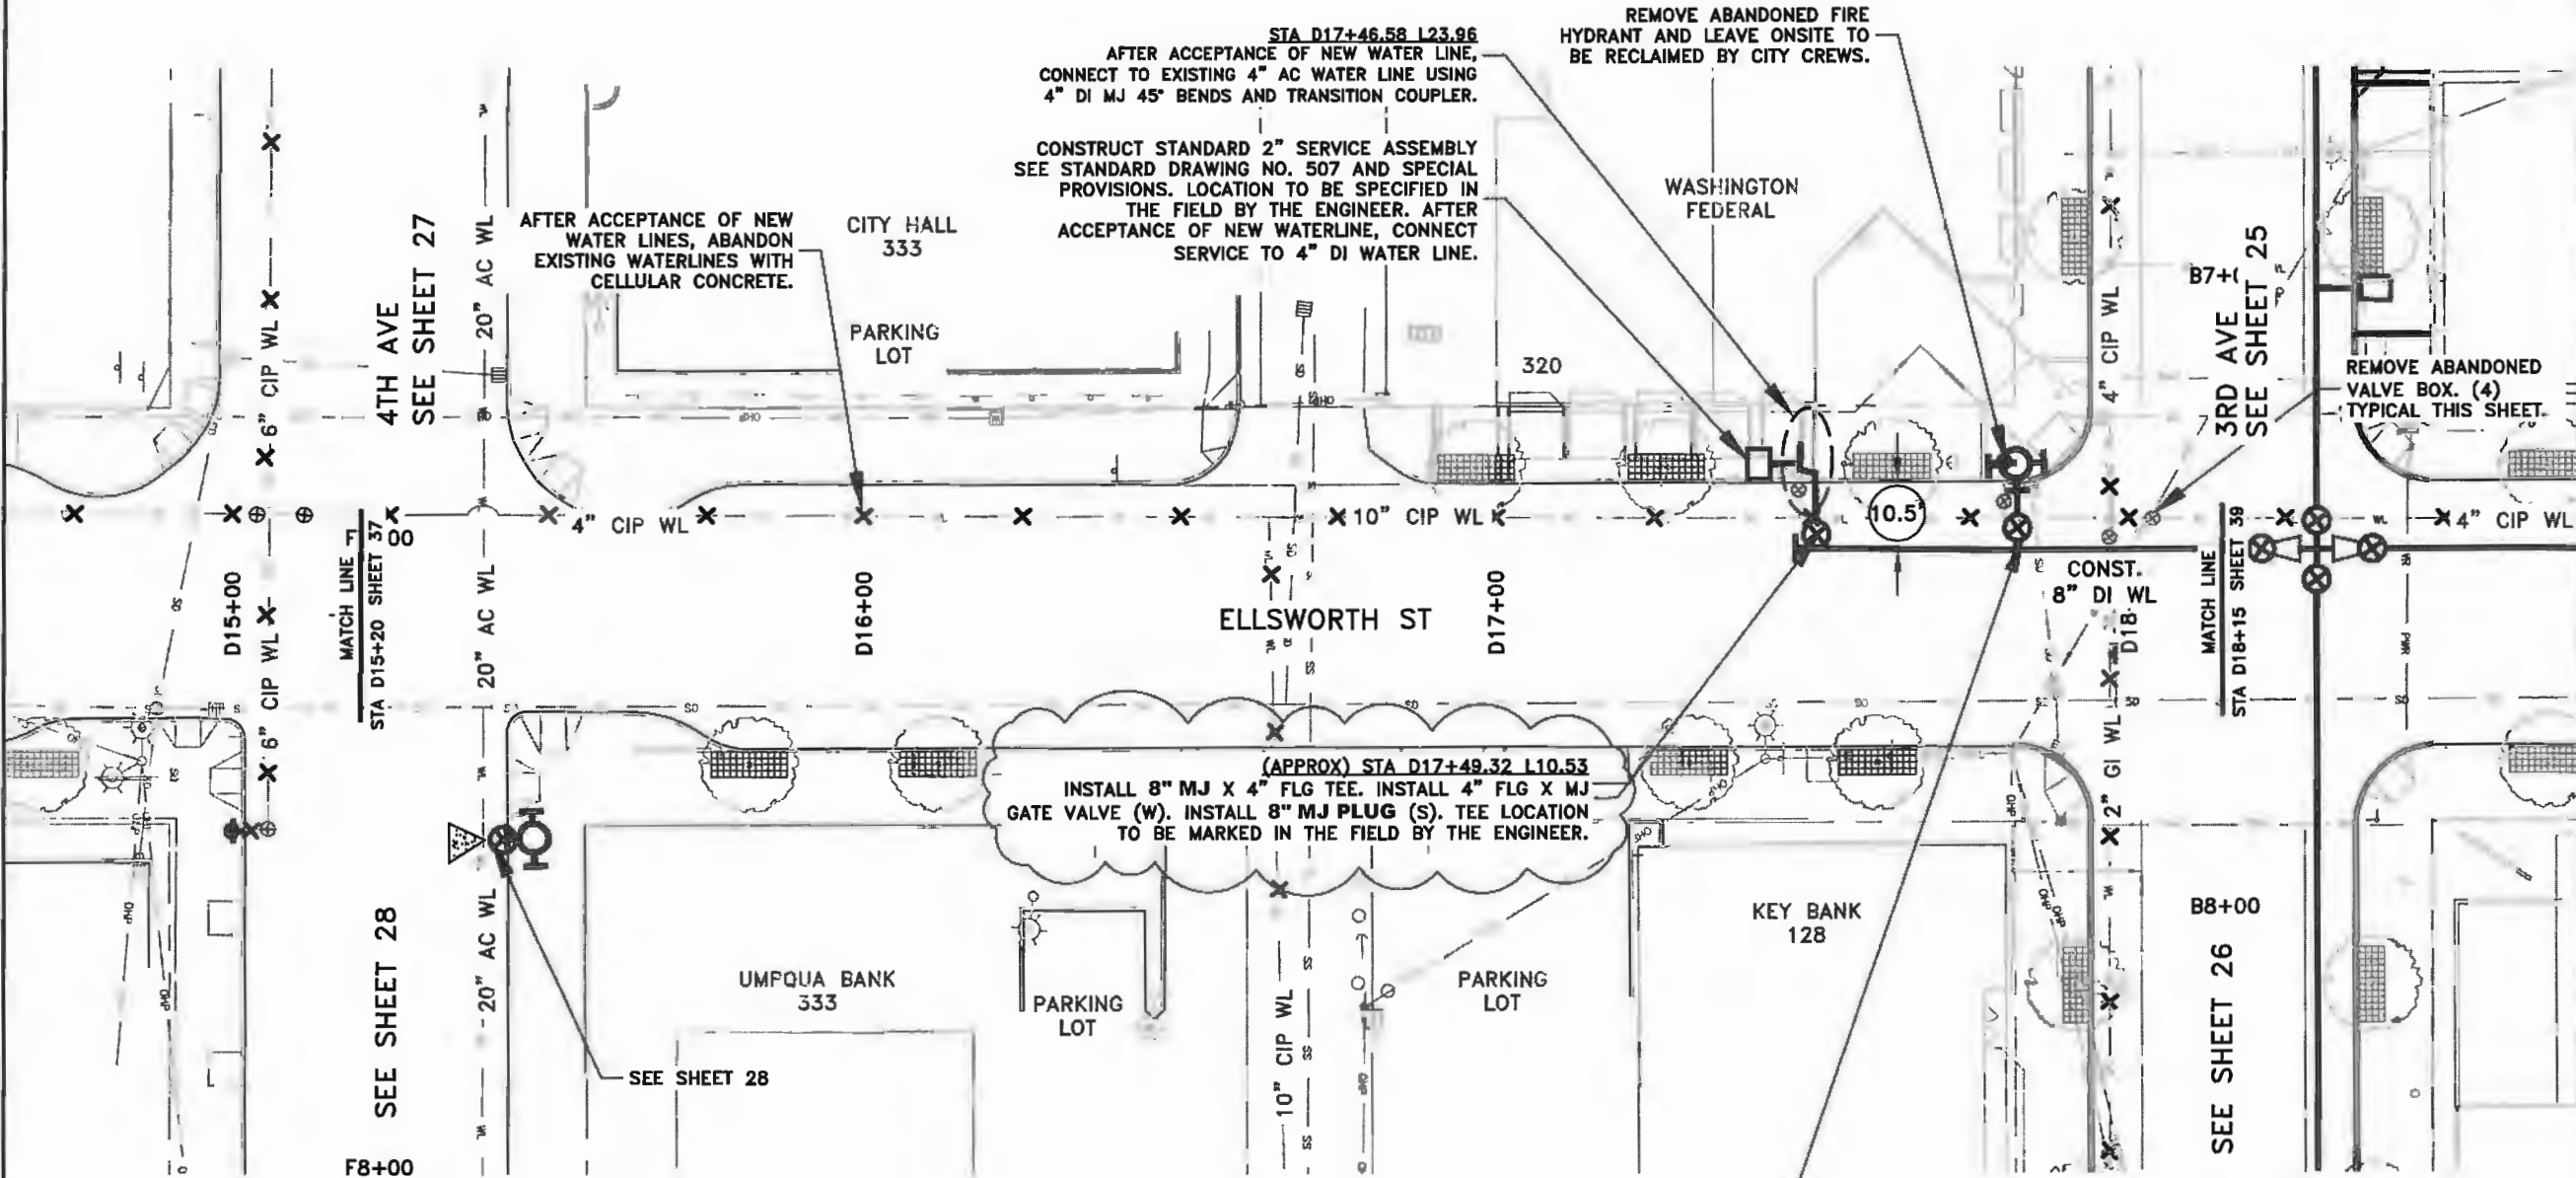 STA D17+46.58 L23.96
AFTER ACCEPTANCE OF NEW WATER LINE,
CONNECT TO EXISTING 4" AC WATER LINE USING
4" DI MJ 45° BENDS AND TRANSITION COUPLER.
REMOVE ABANDONED FIRE
HYDRANT AND LEAVE ONSITE TO
BE RECLAIMED BY CITY CREWS.
CONSTRUCT STANDARD 2" SERVICE ASSEMBLY
SEE STANDARD DRAWING NO. 507 AND SPECIAL
PROVISIONS. LOCATION TO BE SPECIFIED IN
THE FIELD BY THE ENGINEER. AFTER
ACCEPTANCE OF NEW WATERLINE, CONNECT
SERVICE TO 4" DI WATER LINE.
AFTER ACCEPTANCE OF NEW
WATER LINES, ABANDON
EXISTING WATERLINES WITH
CELLULAR CONCRETE.
CITY HALL
333
PARKING
LOT
WASHINGTON
FEDERAL
320
4TH AVE
SEE SHEET 27
6" CIP WL
20" AC WL
4" CIP WL
B7+
3RD AVE
SEE SHEET 25
REMOVE ABANDONED
VALVE BOX. (4)
TYPICAL THIS SHEET.
4" CIP WL
10" CIP WL
10.5'
4" CIP WL
F 00
MATCH LINE
STA D15+20 SHEET 37
D15+00
D16+00
D17+00
D18
ELLSWORTH ST
CONST.
8" DI WL
MATCH LINE
STA D18+15 SHEET 39
6" CIP WL
6" CIP WL
20" AC WL
(APPROX) STA D17+49.32 L10.53
INSTALL 8" MJ X 4" FLG TEE. INSTALL 4" FLG X MJ
GATE VALVE (W). INSTALL 8" MJ PLUG (S). TEE LOCATION
TO BE MARKED IN THE FIELD BY THE ENGINEER.
2" GI WL
20" AC WL
SEE SHEET 28
UMPQUA BANK
333
PARKING
LOT
10" CIP WL
PARKING
LOT
KEY BANK
128
B8+00
SEE SHEET 26
SEE SHEET 28
F8+00